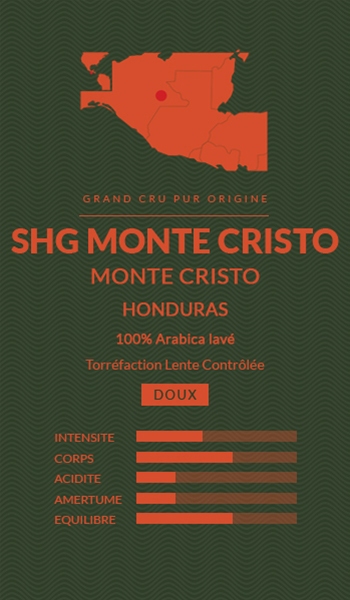 GRAND CRU PUR ORIGINE
SHG MONTE CRISTO
MONTE CRISTO
HONDURAS
100% Arabica lavé
Torréfaction Lente Contrôlée
DOUX
INTENSITE
CORPS
ACIDITE
AMERTUME
EQUILIBRE